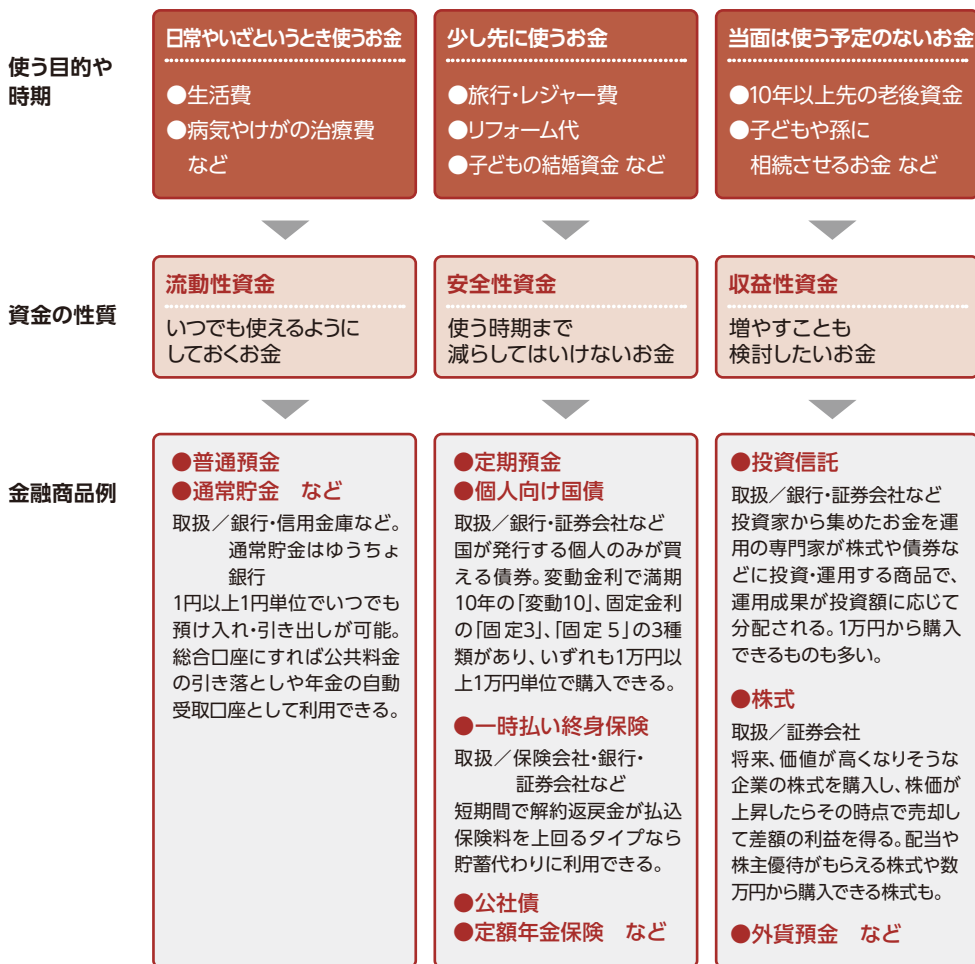 使う目的や
時期
日常やいざというとき使うお金
●生活費
●病気やけがの治療費
など
少し先に使うお金
●旅行・レジャー費
●リフォーム代
●子どもの結婚資金 など
当面は使う予定のないお金
●10年以上先の老後資金
●子どもや孫に
相続させるお金 など
資金の性質
流動性資金
いつでも使えるように
しておくお金
安全性資金
使う時期まで
減らしてはいけないお金
収益性資金
増やすことも
検討したいお金
金融商品例
●普通預金
●通常貯金 など
取扱／銀行・信用金庫など。
通常貯金はゆうちょ
銀行
1円以上1円単位でいつでも
預け入れ・引き出しが可能。
総合口座にすれば公共料金
の引き落としや年金の自動
受取口座として利用できる。
●定期預金
●個人向け国債
取扱／銀行・証券会社など
国が発行する個人のみが買
える債券。変動金利で満期
10年の「変動10」、固定金利
の「固定3」、「固定 5」の3種
類があり、いずれも1万円以
上1万円単位で購入できる。
●一時払い終身保険
取扱／保険会社・銀行・
証券会社など
短期間で解約返戻金が払込
保険料を上回るタイプなら
貯蓄代わりに利用できる。
●公社債
●定額年金保険 など
●投資信託
取扱／銀行・証券会社など
投資家から集めたお金を運
用の専門家が株式や債券な
どに投資・運用する商品で、
運用成果が投資額に応じて
分配される。1万円から購入
できるものも多い。
●株式
取扱／証券会社
将来、価値が高くなりそうな
企業の株式を購入し、株価が
上昇したらその時点で売却し
て差額の利益を得る。配当や
株主優待がもらえる株式や数
万円から購入できる株式も。
●外貨預金 など